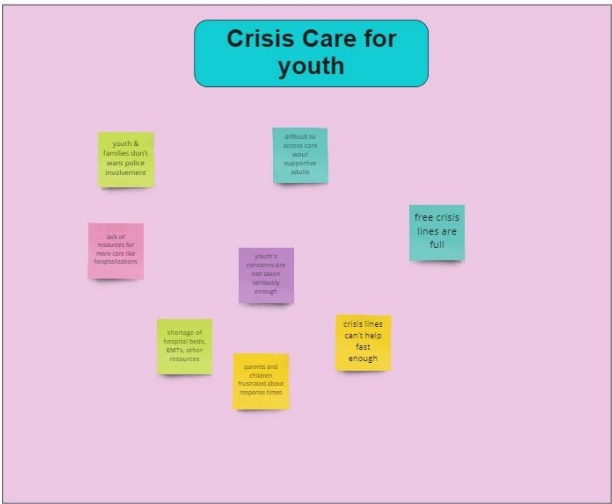 Crisis Care for
youth
youth &
families don't
want police
involvement
difficult to
access care
wout
supportive
adults
free crisis
lines are
full
lack of
resources for
more care like
hospitalizations
youth's
concerns are
not taken
seriously
enough
shortage of
hospital beds,
EMTs, other
resources
crisis lines
can't help
fast
enough
parents and
children
frustrated about
response times